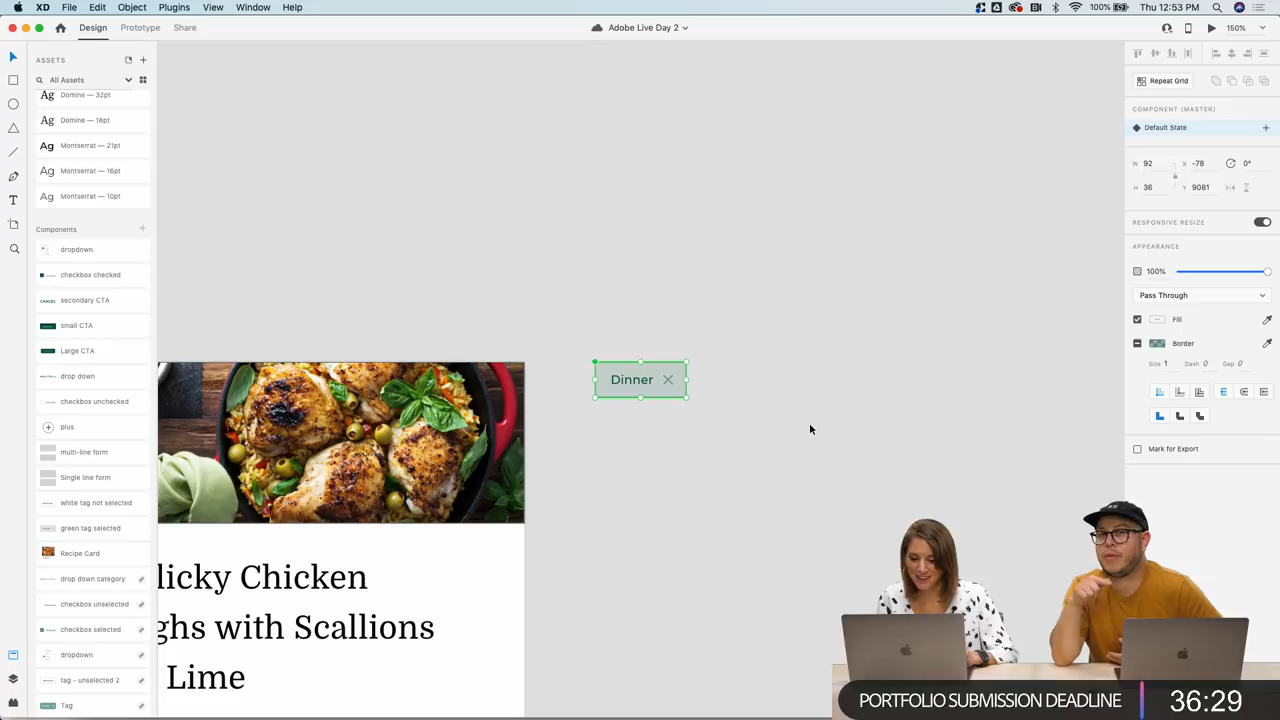 XD File Edit Object Plugins View Window Help
100% Thu 12:53 PM
Design Prototype Share
Adobe Live Day 2
150%
ASSETS
All Assets
Ag Domine — 32pt
Ag Domine — 18pt
Ag Montserrat — 21pt
Ag Montserrat — 16pt
Ag Montserrat — 10pt
Components
dropdown
checkbox checked
CANCEL secondary CTA
small CTA
Large CTA
drop down
checkbox unchecked
plus
multi-line form
Single line form
white tag not selected
green tag selected
Recipe Card
drop down category
checkbox unselected
checkbox selected
dropdown
tag - unselected 2
Tag
Dinner
licky Chicken
ghs with Scallions
Lime
Repeat Grid
COMPONENT (MASTER)
Default State
W 92 X -78 0°
H 36 Y 9081
RESPONSIVE RESIZE
APPEARANCE
100%
Pass Through
Fill
Border
Size 1 Dash 0 Gap 0
Mark for Export
PORTFOLIO SUBMISSION DEADLINE 36:29